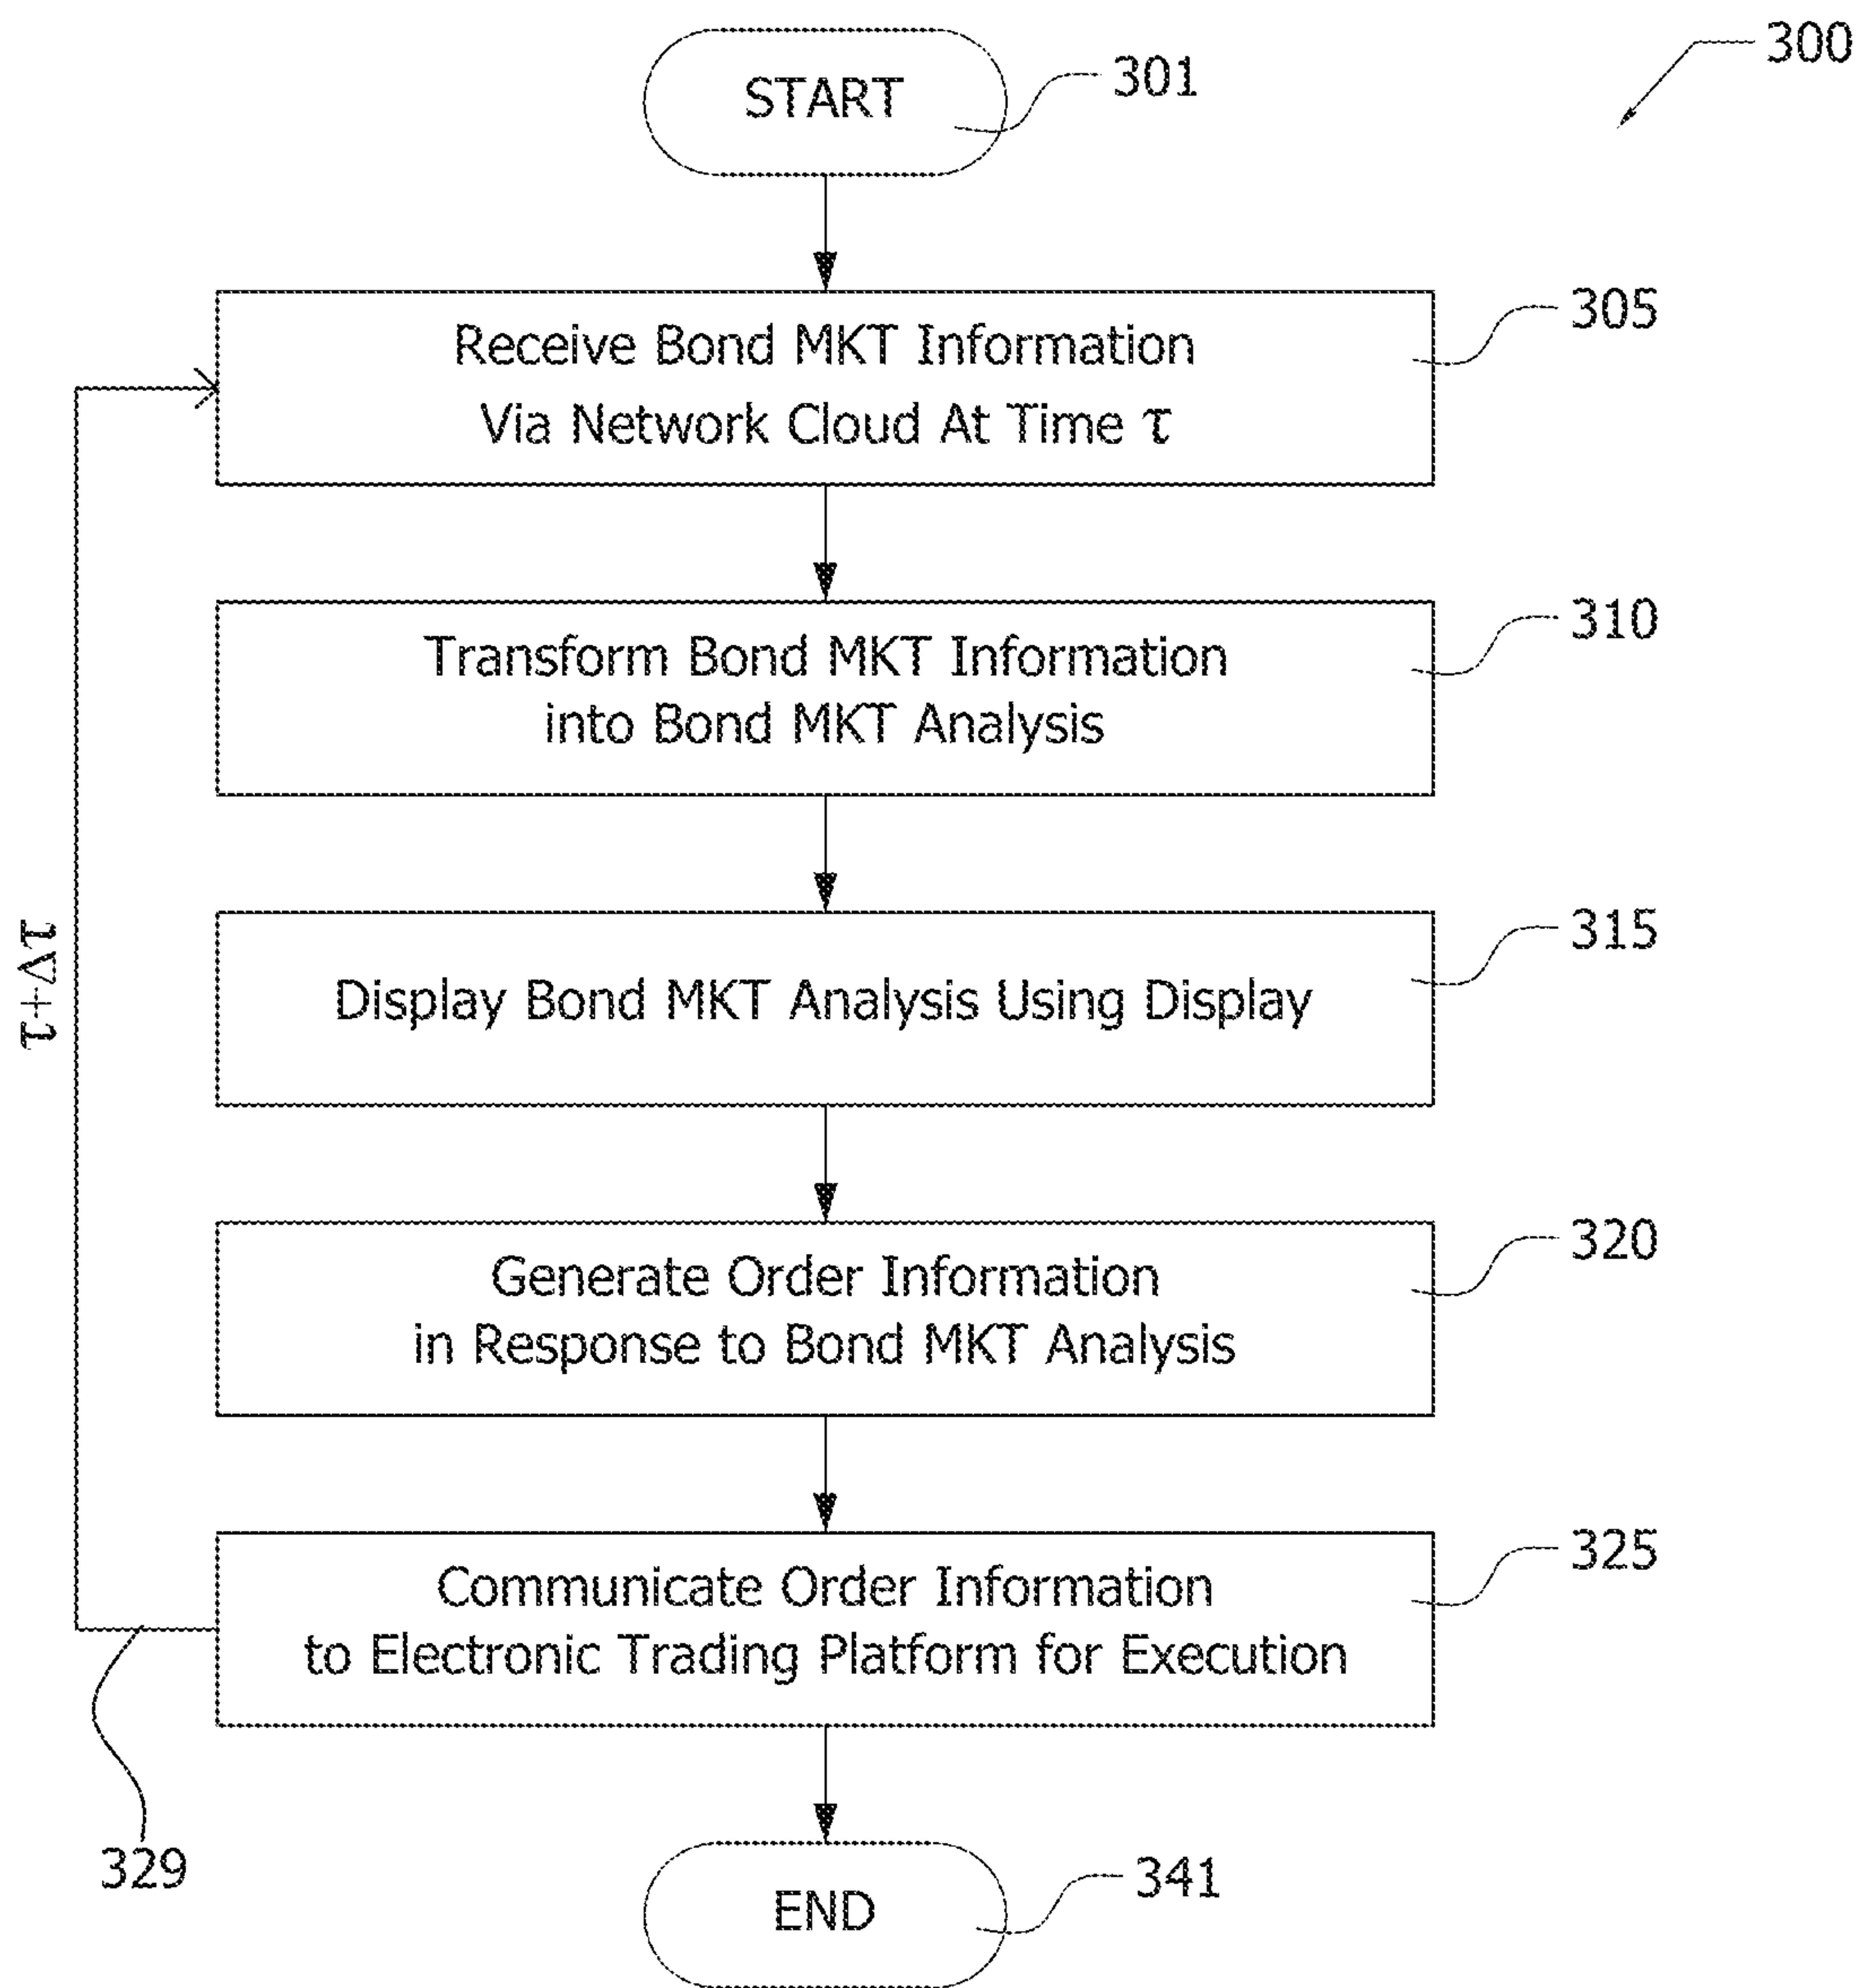 300
START
301
Receive Bond MKT Information
Via Network Cloud At Time τ
305
Transform Bond MKT Information
into Bond MKT Analysis
310
τ+Δτ
Display Bond MKT Analysis Using Display
315
Generate Order Information
in Response to Bond MKT Analysis
320
Communicate Order Information
to Electronic Trading Platform for Execution
325
329
END
341